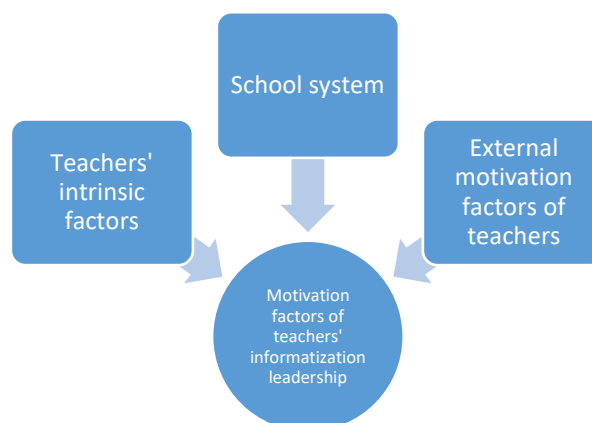 School system
Teachers'
intrinsic
factors
External
motivation
factors of
teachers
Motivation
factors of
teachers'
informatization
leadership